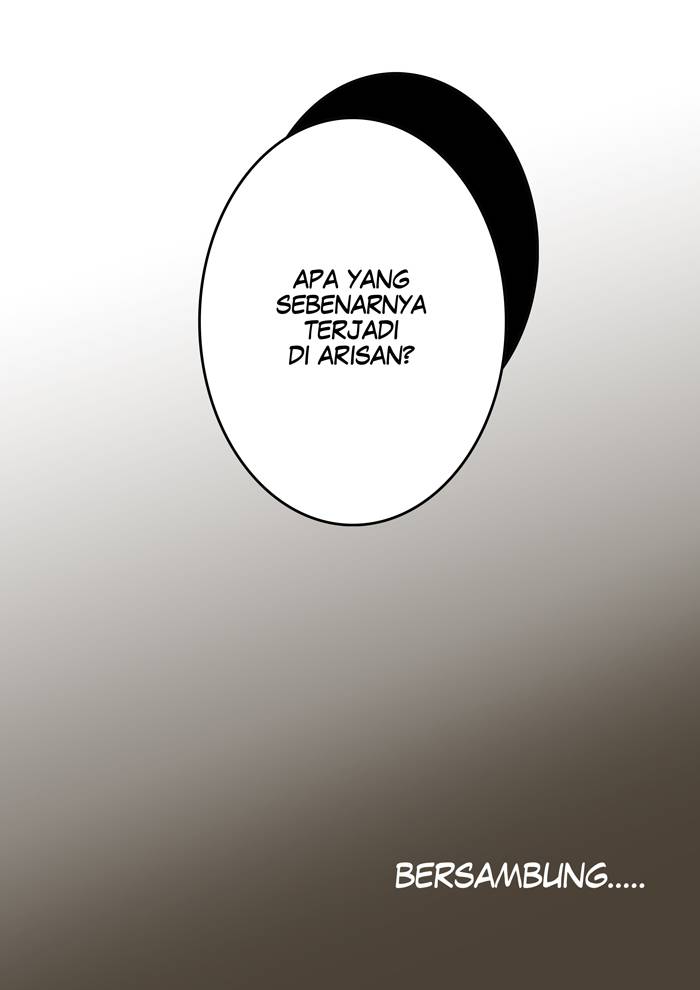 APA YANG
SEBENARNYA
TERJADI
DI ARISAN?
BERSAMBUNG.....